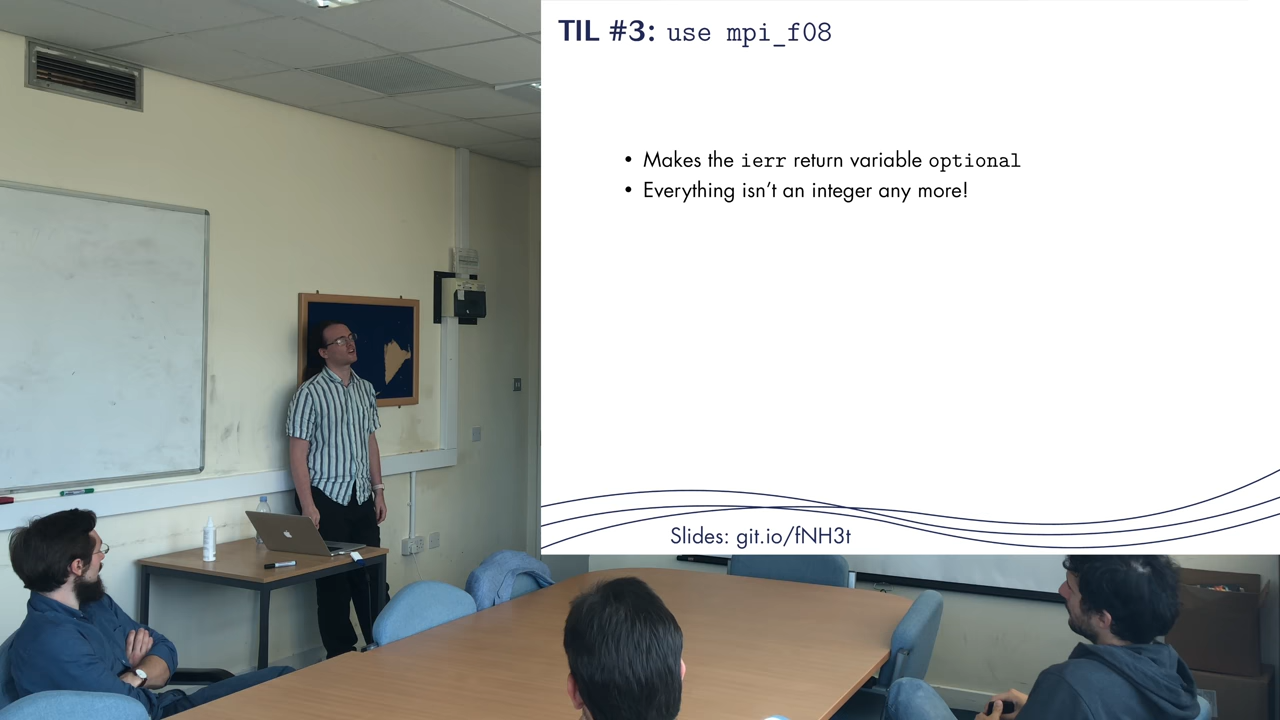 TIL #3: use mpi_f08
• Makes the ierr return variable optional
• Everything isn't an integer any more!
Slides: git.io/fNH3t